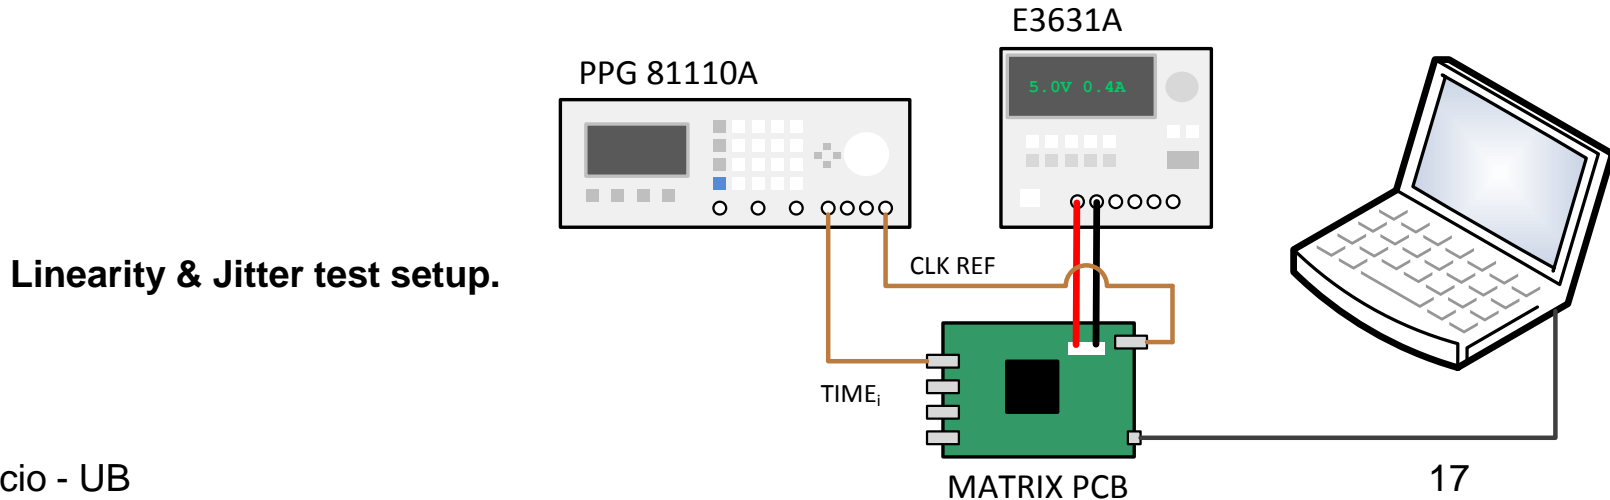 E3631A
PPG 81110A
5.0V 0.4A
CLK REF
Linearity & Jitter test setup.
TIMEi
cio - UB
MATRIX PCB
17